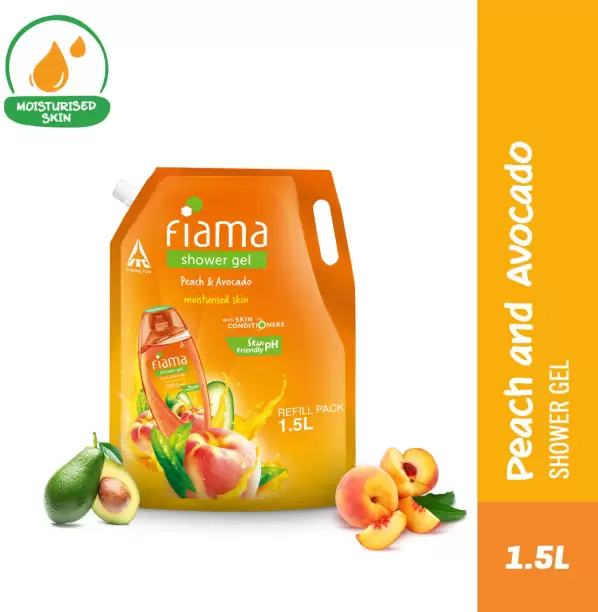 MOISTURISED
SKIN
fiama
shower gel
Peach & Avocado
moisturised skin
WITH SKIN
CONDITIONERS
Skin
Friendly pH
fiama
shower gel
REFILL PACK
1.5L
Peach and Avocado
SHOWER GEL
1.5L